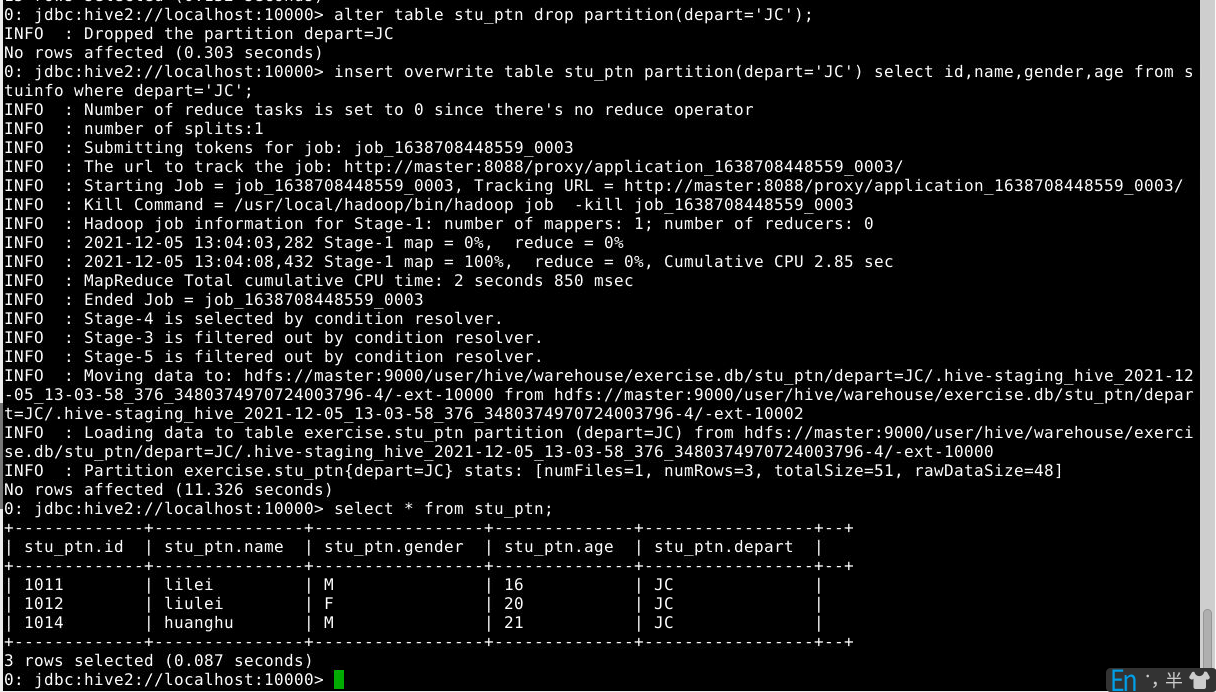 0: jdbc:hive2://localhost:10000> alter table stu_ptn drop partition(depart='JC');
INFO  : Dropped the partition depart=JC
No rows affected (0.303 seconds)
0: jdbc:hive2://localhost:10000> insert overwrite table stu_ptn partition(depart='JC') select id,name,gender,age from s
tuinfo where depart='JC';
INFO  : Number of reduce tasks is set to 0 since there's no reduce operator
INFO  : number of splits:1
INFO  : Submitting tokens for job: job_1638708448559_0003
INFO  : The url to track the job: http://master:8088/proxy/application_1638708448559_0003/
INFO  : Starting Job = job_1638708448559_0003, Tracking URL = http://master:8088/proxy/application_1638708448559_0003/
INFO  : Kill Command = /usr/local/hadoop/bin/hadoop job  -kill job_1638708448559_0003
INFO  : Hadoop job information for Stage-1: number of mappers: 1; number of reducers: 0
INFO  : 2021-12-05 13:04:03,282 Stage-1 map = 0%,  reduce = 0%
INFO  : 2021-12-05 13:04:08,432 Stage-1 map = 100%,  reduce = 0%, Cumulative CPU 2.85 sec
INFO  : MapReduce Total cumulative CPU time: 2 seconds 850 msec
INFO  : Ended Job = job_1638708448559_0003
INFO  : Stage-4 is selected by condition resolver.
INFO  : Stage-3 is filtered out by condition resolver.
INFO  : Stage-5 is filtered out by condition resolver.
INFO  : Moving data to: hdfs://master:9000/user/hive/warehouse/exercise.db/stu_ptn/depart=JC/.hive-staging_hive_2021-12
-05_13-03-58_376_3480374970724003796-4/-ext-10000 from hdfs://master:9000/user/hive/warehouse/exercise.db/stu_ptn/depar
t=JC/.hive-staging_hive_2021-12-05_13-03-58_376_3480374970724003796-4/-ext-10002
INFO  : Loading data to table exercise.stu_ptn partition (depart=JC) from hdfs://master:9000/user/hive/warehouse/exerci
se.db/stu_ptn/depart=JC/.hive-staging_hive_2021-12-05_13-03-58_376_3480374970724003796-4/-ext-10000
INFO  : Partition exercise.stu_ptn{depart=JC} stats: [numFiles=1, numRows=3, totalSize=51, rawDataSize=48]
No rows affected (11.326 seconds)
0: jdbc:hive2://localhost:10000> select * from stu_ptn;
+-------------+---------------+-----------------+--------------+-----------------+--+
| stu_ptn.id  | stu_ptn.name  | stu_ptn.gender  | stu_ptn.age  | stu_ptn.depart  |
+-------------+---------------+-----------------+--------------+-----------------+--+
| 1011        | lilei         | M               | 16           | JC              |
| 1012        | liulei        | F               | 20           | JC              |
| 1014        | huanghu       | M               | 21           | JC              |
+-------------+---------------+-----------------+--------------+-----------------+--+
3 rows selected (0.087 seconds)
0: jdbc:hive2://localhost:10000>
En 半